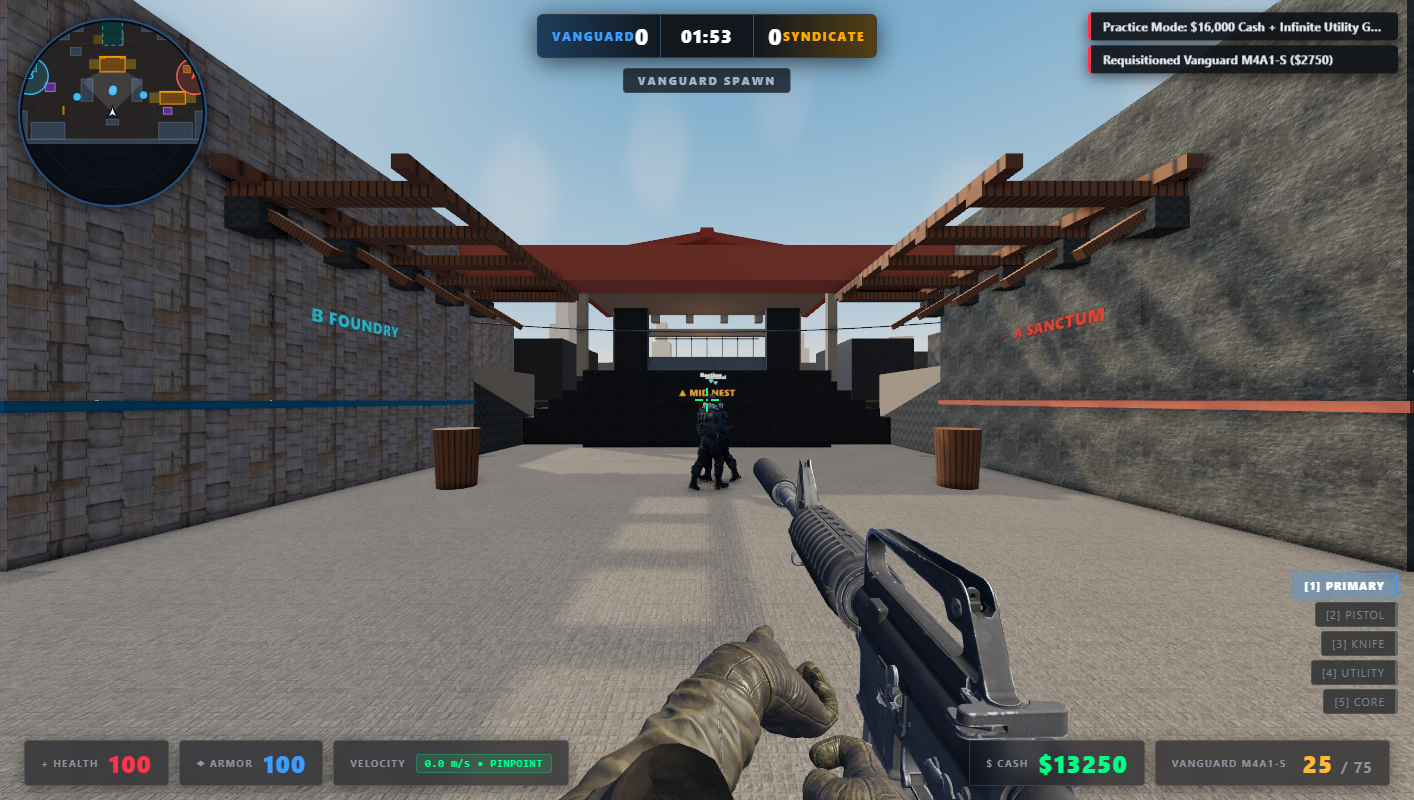 VANGUARD 0
01:53
0 SYNDICATE
VANGUARD SPAWN
Practice Mode: $16,000 Cash + Infinite Utility G...
Requisitioned Vanguard M4A1-S ($2750)
B
A
B FOUNDRY
A SANCTUM
▲ MID NEST
[1] PRIMARY
[2] PISTOL
[3] KNIFE
[4] UTILITY
[5] CORE
+ HEALTH 100
ARMOR 100
VELOCITY 0.0 m/s • PINPOINT
$ CASH $13250
VANGUARD M4A1-S 25 / 75